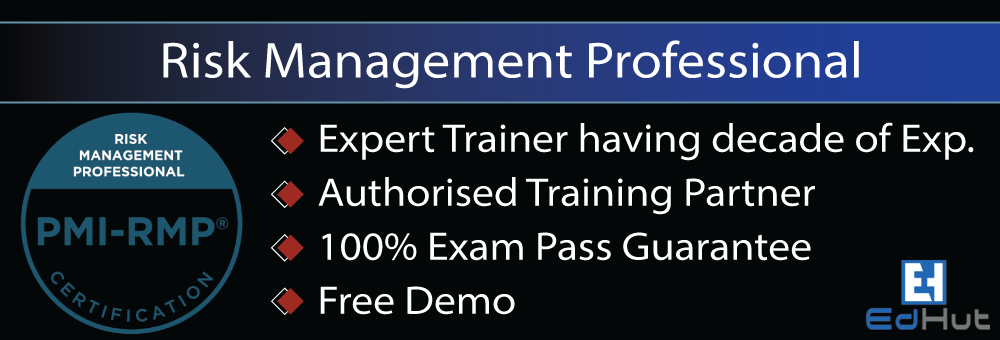 Risk Management Professional
RISK
MANAGEMENT
PROFESSIONAL
PMI-RMP®
CERTIFICATION
Expert Trainer having decade of Exp.
Authorised Training Partner
100% Exam Pass Guarantee
Free Demo
EH
EdHut